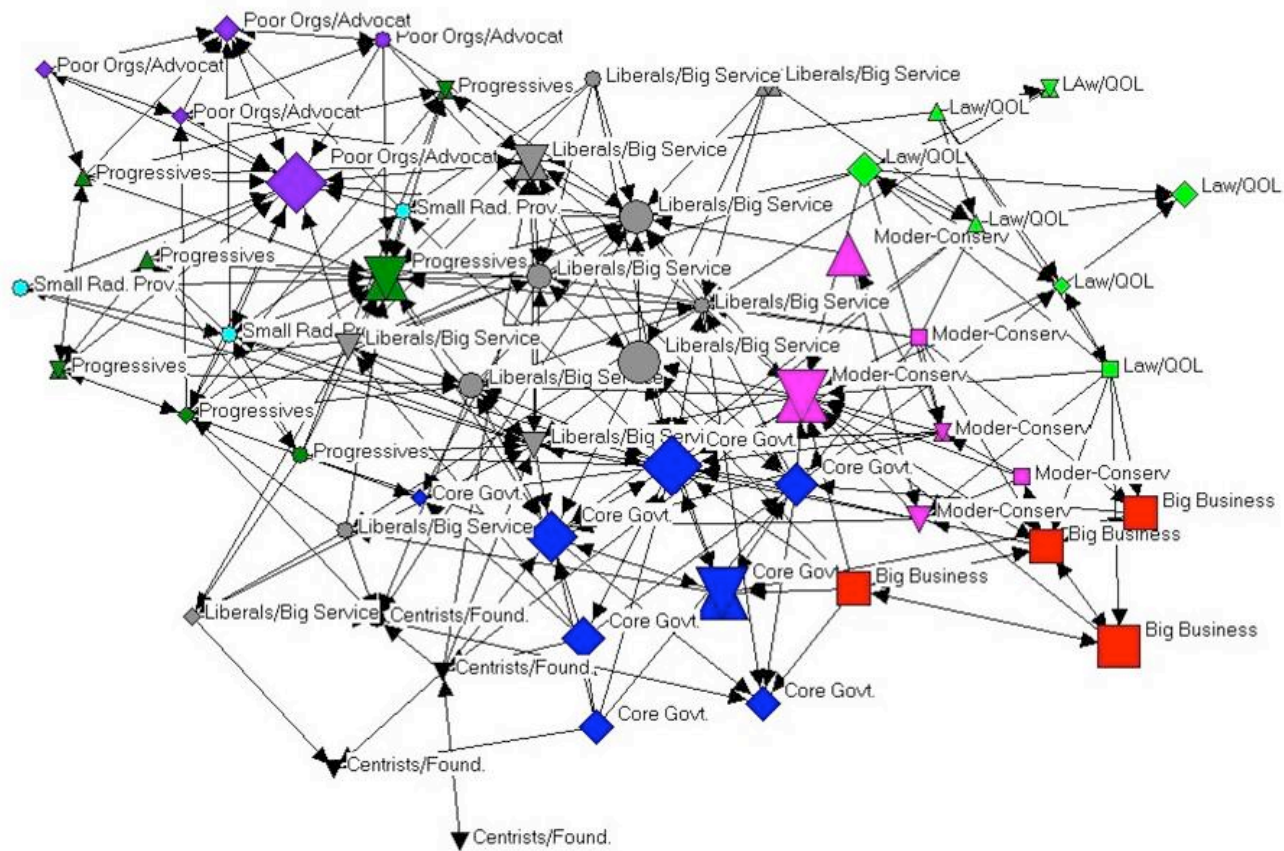 Poor Orgs/Advocat
Poor Orgs/Advocat
Poor Orgs/Advocat
Progressives
Liberals/Big Service
Liberals/Big Service
LAw/QOL
Law/QOL
Poor Orgs/Advocat
Poor Orgs/Advocat
Liberals/Big Service
Law/QOL
Progressives
Law/QOL
Small Rad. Prov.
Liberals/Big Service
Law/QOL
Moder-Conserv
Progressives
Progressives
Liberals/Big Service
Small Rad. Prov.
Law/QOL
Liberals/Big Service
Small Rad. Pr
Liberals/Big Service
Moder-Conserv
Liberals/Big Service
Progressives
Liberals/Big Service
Moder-Conserv
Law/QOL
Progressives
Liberals/Big Servi
Core Govt.
Moder-Conserv
Progressives
Core Govt.
Moder-Conserv
Core Govt.
Liberals/Big Service
Core Govt.
Moder-Conserv
Big Business
Big Business
Core Govt
Big Business
Liberals/Big Service
Centrists/Found.
Core Govt.
Big Business
Centrists/Found.
Core Govt.
Core Govt.
Centrists/Found.
Centrists/Found.